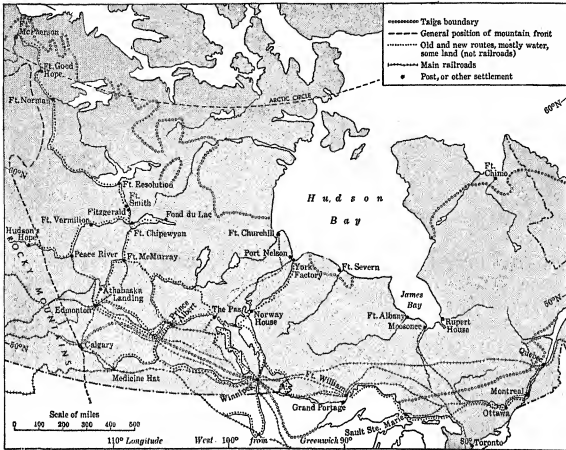 Taiga boundary
General position of mountain front
Old and new routes, mostly water,
some land (not railroads)
Main railroads
Post, or other settlement
McPherson
Ft. Good
Hope
Ft. Norman
ARCTIC CIRCLE
60°N
60°N
Ft. Chimo
Ft. Resolution
Ft.
Smith
Fitzgerald
Fond du Lac
Ft. Vermilion
Ft. Chipewyan
Hudson's
Hope
Peace River
Ft. McMurray
Hudson
Bay
Ft. Churchill
Port Nelson
York
Factory
Ft. Severn
James
Bay
ROCKY MOUNTAINS
Athabaska
Landing
Edmonton
Prince
Albert
The Pas
Norway
House
Ft. Albany
Moosonee
Rupert
House
50°N
50°N
Calgary
Medicine Hat
Winni
Ft. William
Grand Portage
Sault Ste. Marie
Quebec
Montreal
Ottawa
Toronto
80°
Scale of miles
0 100 200 300 400 500
110° Longitude West 100° from Greenwich 90°